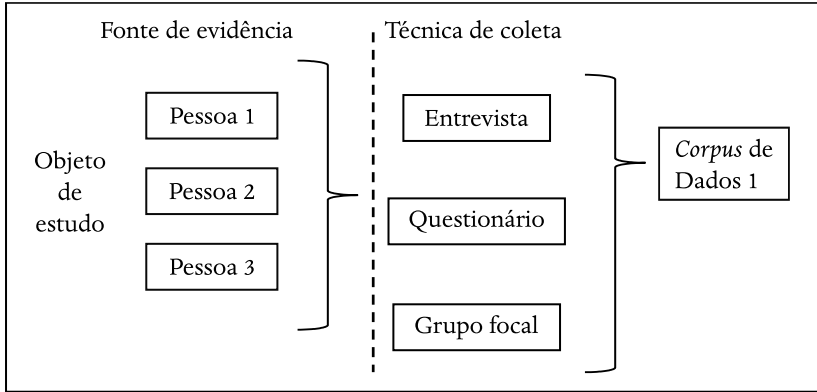 Fonte de evidência
Técnica de coleta
Objeto
de
estudo
Pessoa 1
Pessoa 2
Pessoa 3
Entrevista
Questionário
Grupo focal
Corpus de
Dados 1